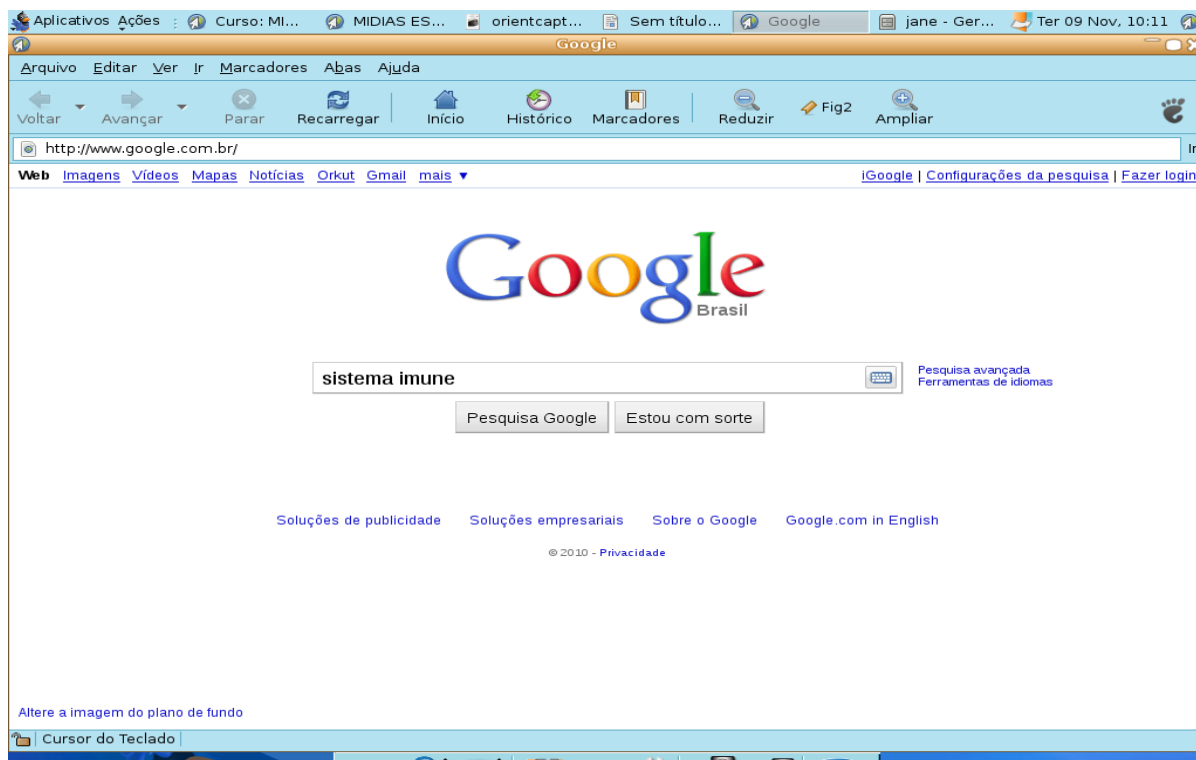 Aplicativos Ações : Curso: MI... MIDIAS ES... orientcapt... Sem título... Google jane - Ger... Ter 09 Nov, 10:11
Google
Arquivo Editar Ver Ir Marcadores Abas Ajuda
Voltar Avançar Parar Recarregar Início Histórico Marcadores Reduzir Fig2 Ampliar
http://www.google.com.br/
Web Imagens Vídeos Mapas Notícias Orkut Gmail mais ▼ iGoogle | Configurações da pesquisa | Fazer login
Google
Brasil
sistema imune
Pesquisa avançada
Ferramentas de idiomas
Pesquisa Google Estou com sorte
Soluções de publicidade Soluções empresariais Sobre o Google Google.com in English
© 2010 - Privacidade
Altere a imagem do plano de fundo
Cursor do Teclado